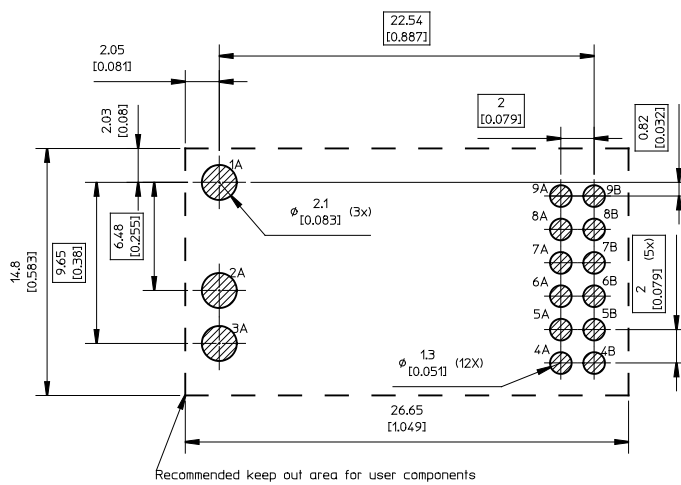 22.54
[0.887]
2.05
[0.081]
2
[0.079]
0.82
[0.032]
2.03
[0.08]
1A
9A
9B
ø 2.1 (3x)
[0.083]
8A
8B
14.8
[0.583]
9.65
[0.38]
6.48
[0.255]
7A
7B
2 (5x)
[0.079]
2A
6A
6B
3A
5A
5B
ø 1.3 (12X)
[0.051]
4A
4B
26.65
[1.049]
Recommended keep out area for user components